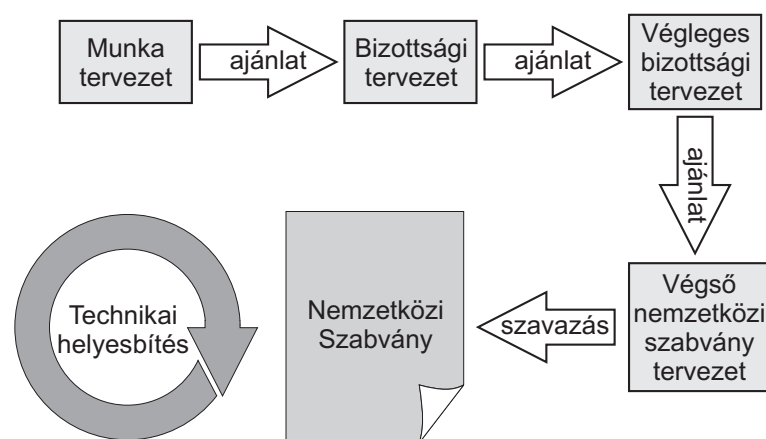 Munka
tervezet
ajánlat
Bizottsági
tervezet
ajánlat
Végleges
bizottsági
tervezet
ajánlat
Végső
nemzetközi
szabvány
tervezet
szavazás
Nemzetközi
Szabvány
Technikai
helyesbítés